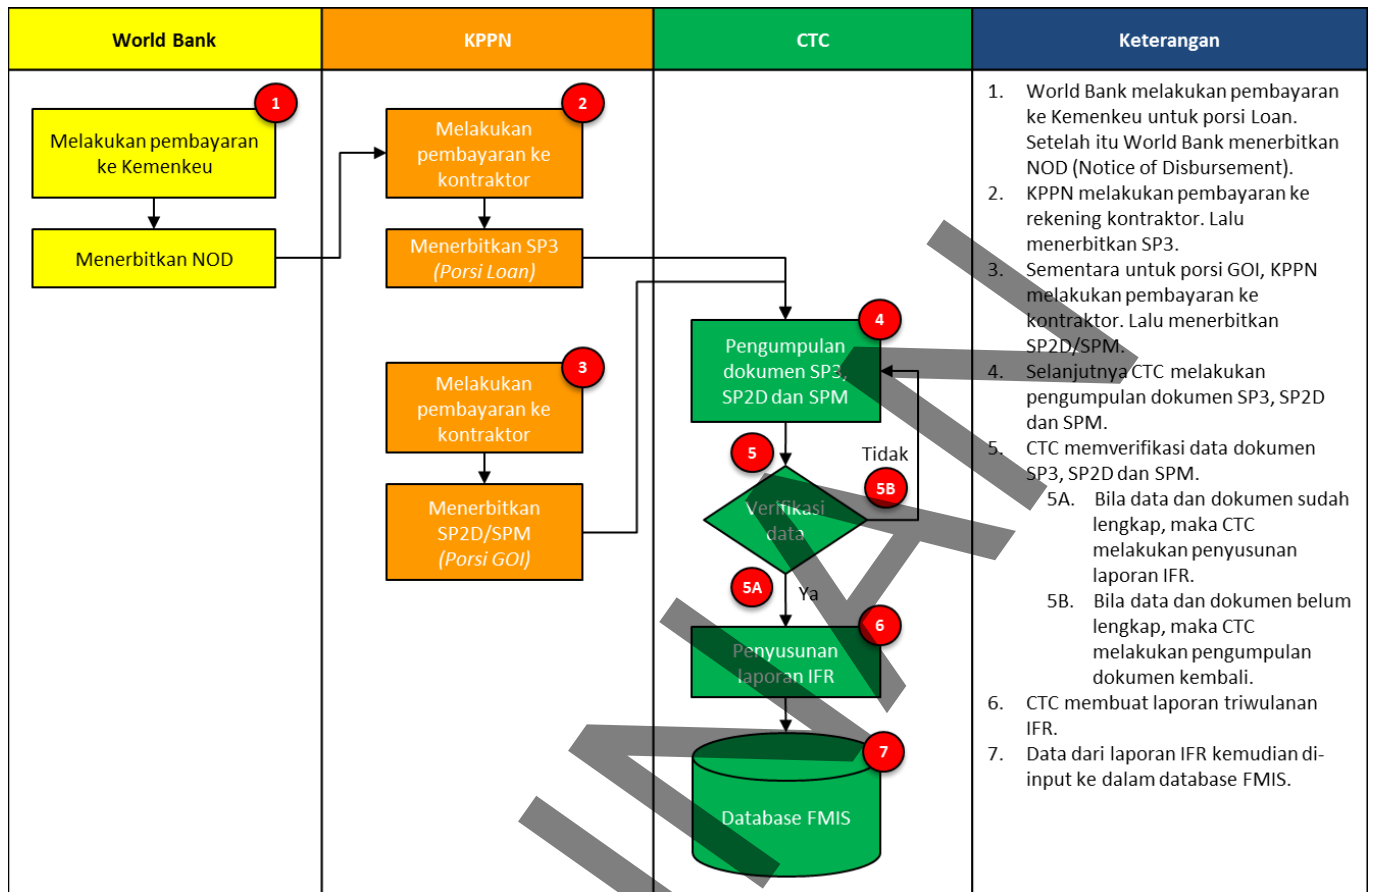 World Bank
KPPN
CTC
Keterangan
1
Melakukan pembayaran
ke Kemenkeu
Menerbitkan NOD
2
Melakukan
pembayaran ke
kontraktor
Menerbitkan SP3
(Porsi Loan)
3
Melakukan
pembayaran ke
kontraktor
Menerbitkan
SP2D/SPM
(Porsi GOI)
4
Pengumpulan
dokumen SP3,
SP2D dan SPM
5
Tidak
5B
Verifikasi
data
5A
Ya
6
Penyusunan
laporan IFR
7
Database FMIS
1. World Bank melakukan pembayaran
ke Kemenkeu untuk porsi Loan.
Setelah itu World Bank menerbitkan
NOD (Notice of Disbursement).
2. KPPN melakukan pembayaran ke
rekening kontraktor. Lalu
menerbitkan SP3.
3. Sementara untuk porsi GOI, KPPN
melakukan pembayaran ke
kontraktor. Lalu menerbitkan
SP2D/SPM.
4. Selanjutnya CTC melakukan
pengumpulan dokumen SP3, SP2D
dan SPM.
5. CTC memverifikasi data dokumen
SP3, SP2D dan SPM.
5A. Bila data dan dokumen sudah
lengkap, maka CTC
melakukan penyusunan
laporan IFR.
5B. Bila data dan dokumen belum
lengkap, maka CTC
melakukan pengumpulan
dokumen kembali.
6. CTC membuat laporan triwulanan
IFR.
7. Data dari laporan IFR kemudian di-
input ke dalam database FMIS.